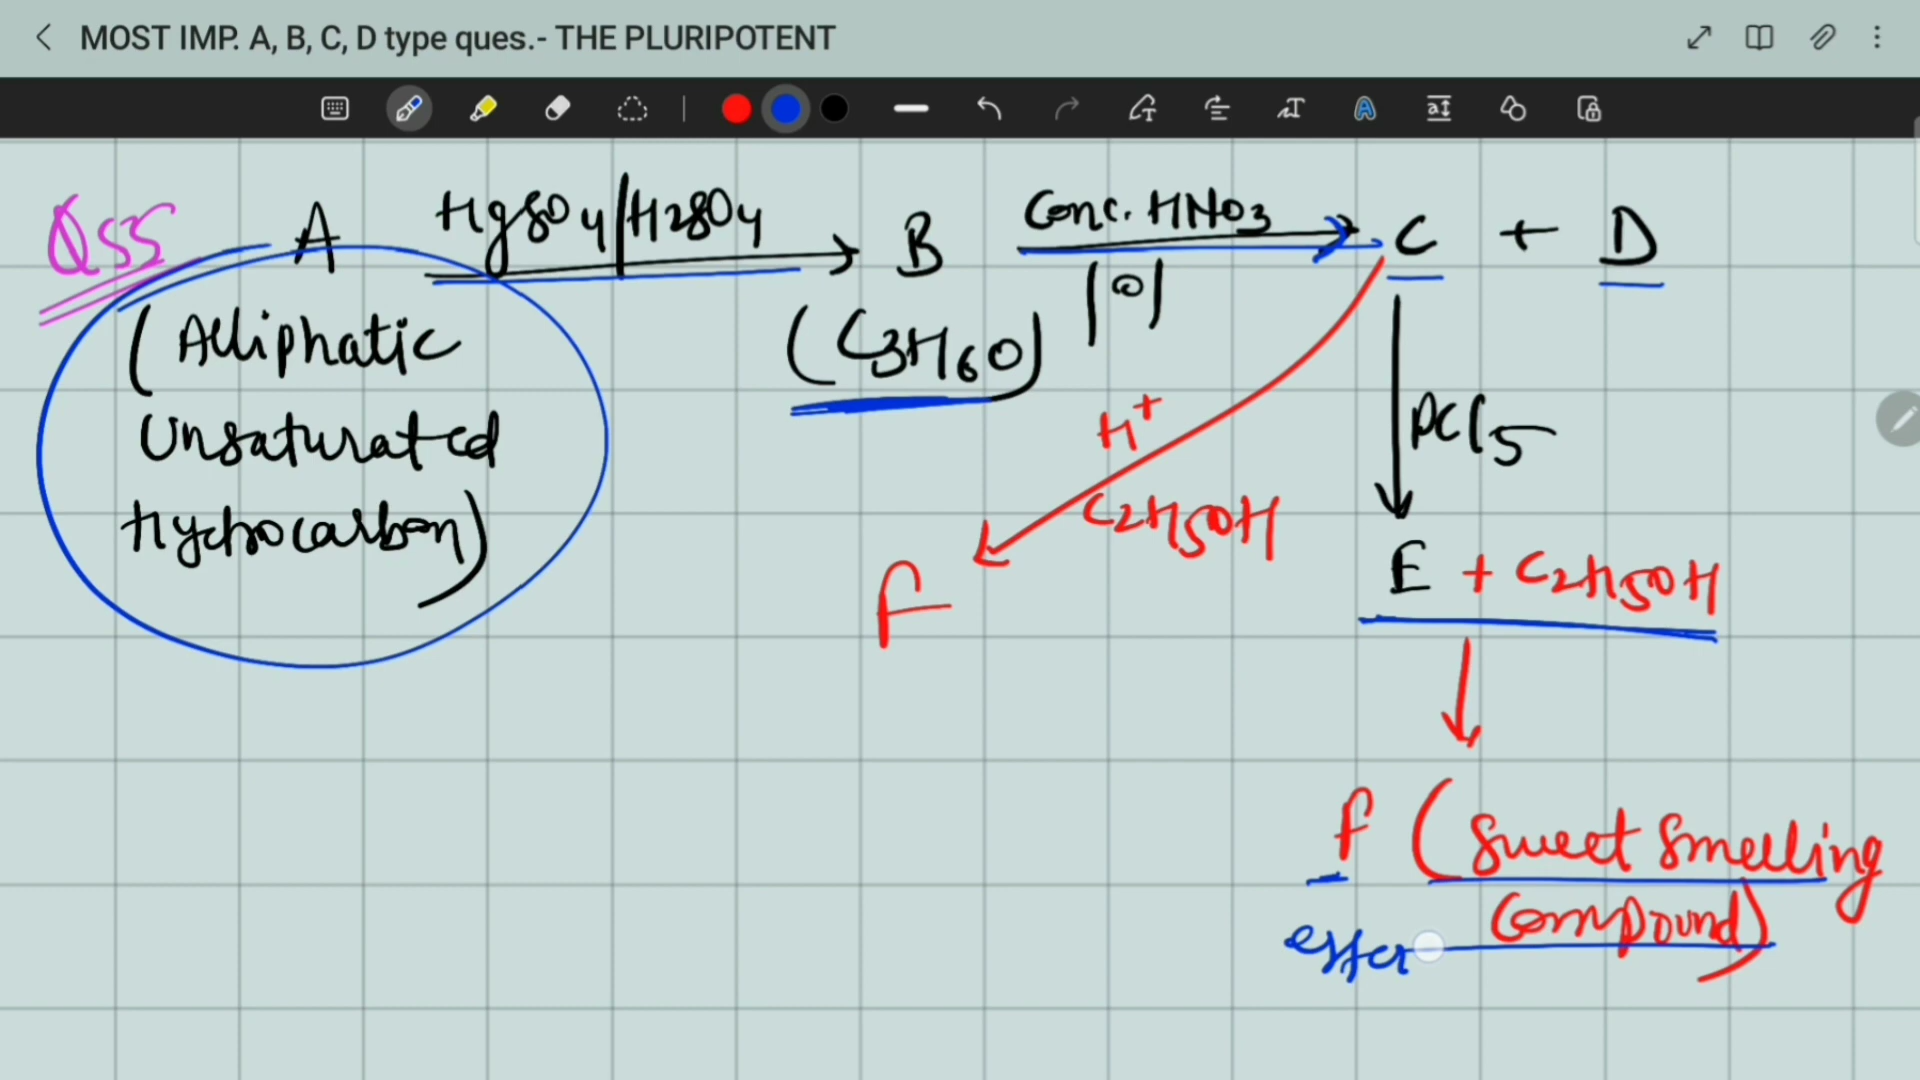 MOST IMP. A, B, C, D type ques.- THE PLURIPOTENT
Q55 A HgSO4/H2SO4 B Conc. HNO3 C + D
(Alliphatic (C3H6O) [O]
Unsaturated H+ PCl5
Hydrocarbon) C2H5OH
F E + C2H5OH
F (Sweet Smelling
ester Compound)